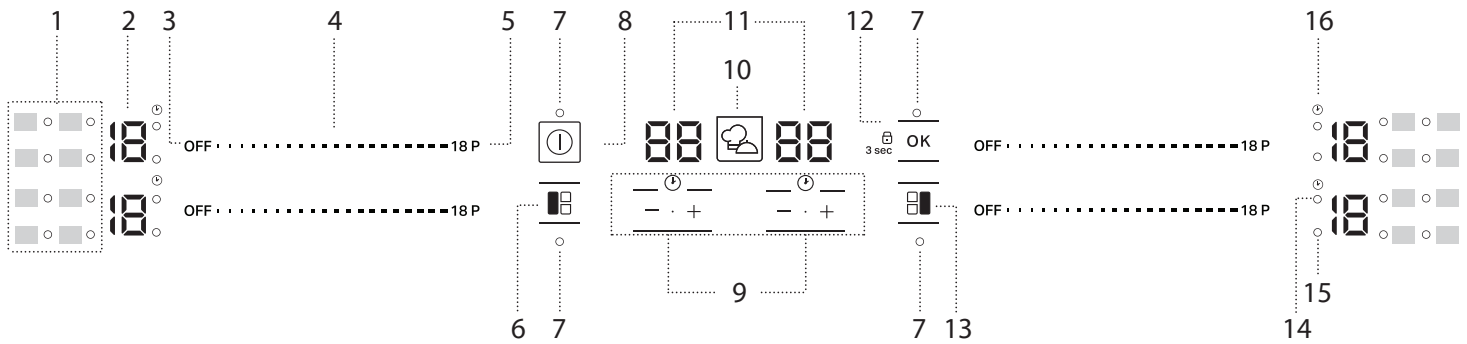 1 2 3 4 5 7 8 11 12 7 16
10
18 OFF 18 P 88 88 3 sec OK OFF 18 P 18
18 OFF 18 P − · + − · + OFF 18 P 18
9
6 7 7 13 14 15